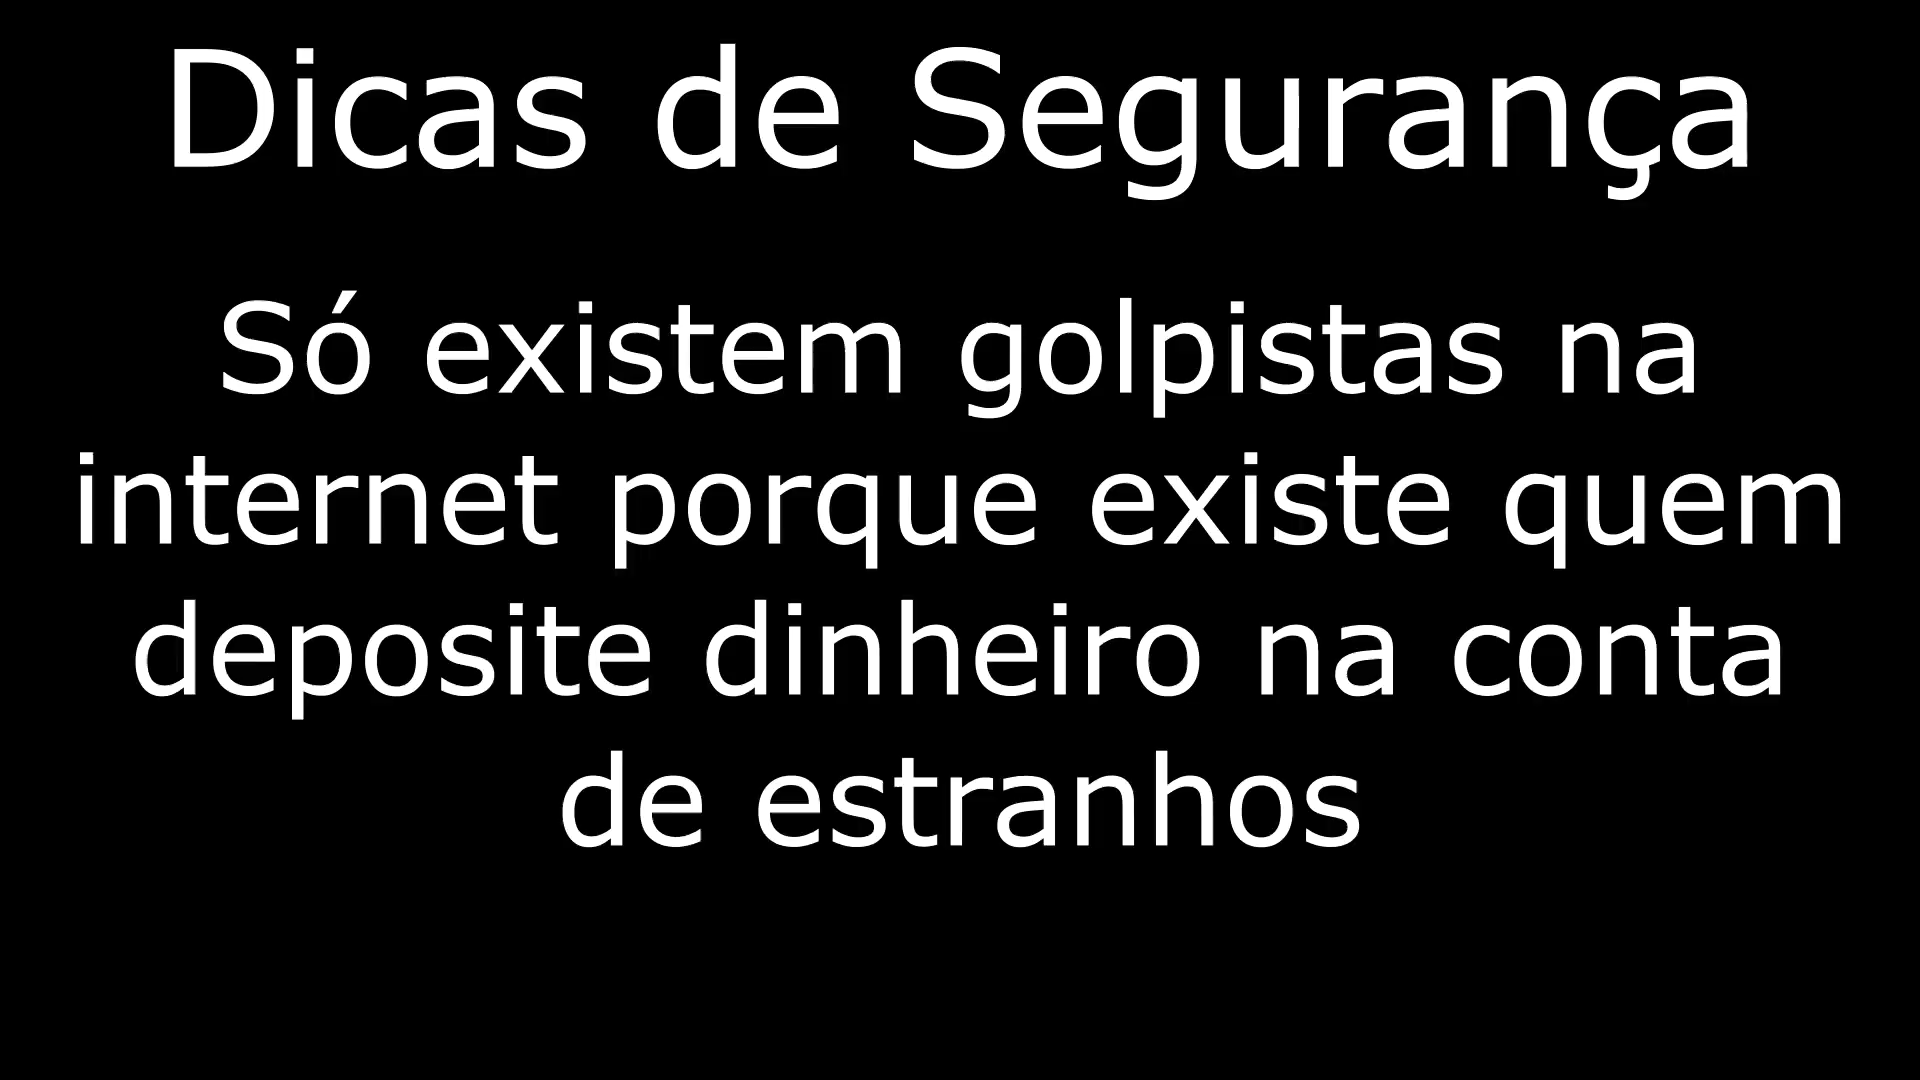 Dicas de Segurança
Só existem golpistas na
internet porque existe quem
deposite dinheiro na conta
de estranhos